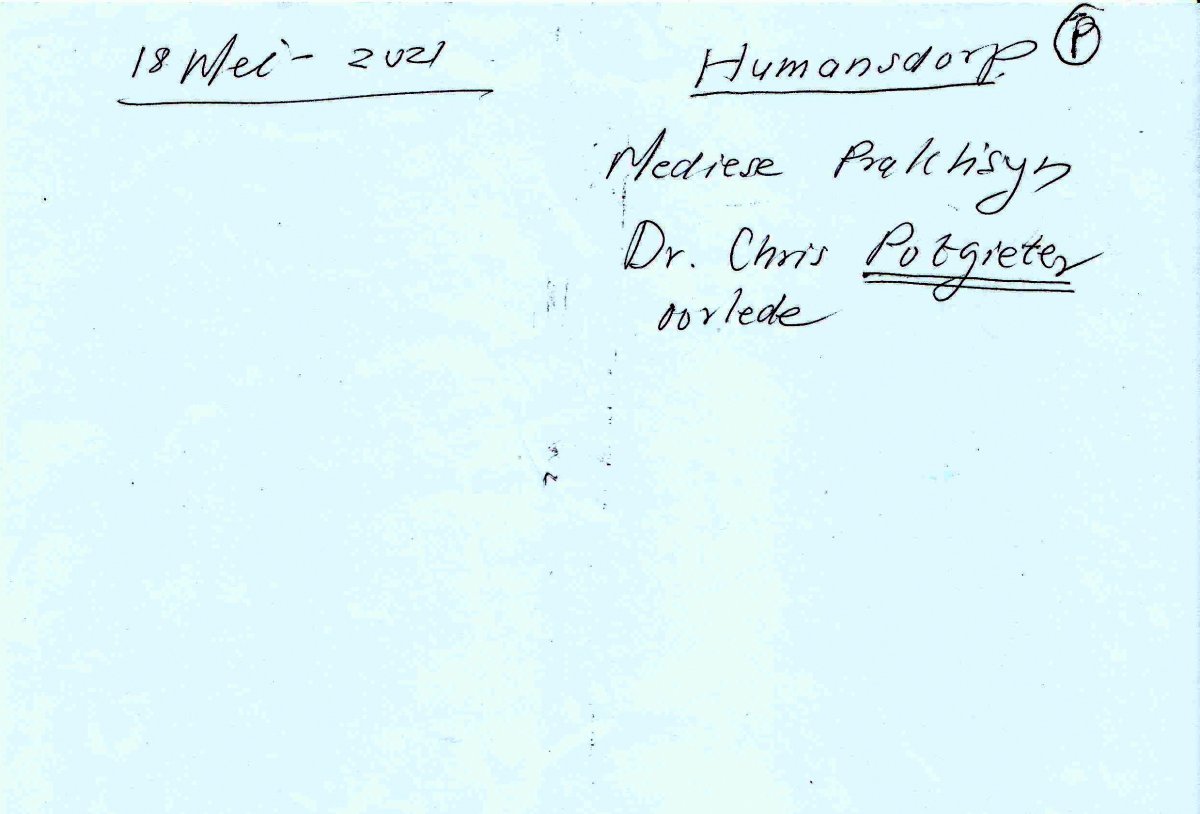 18 Mei - 2021
Humansdorp P
Mediese Praktisyn
Dr. Chris Potgieter
oorlede